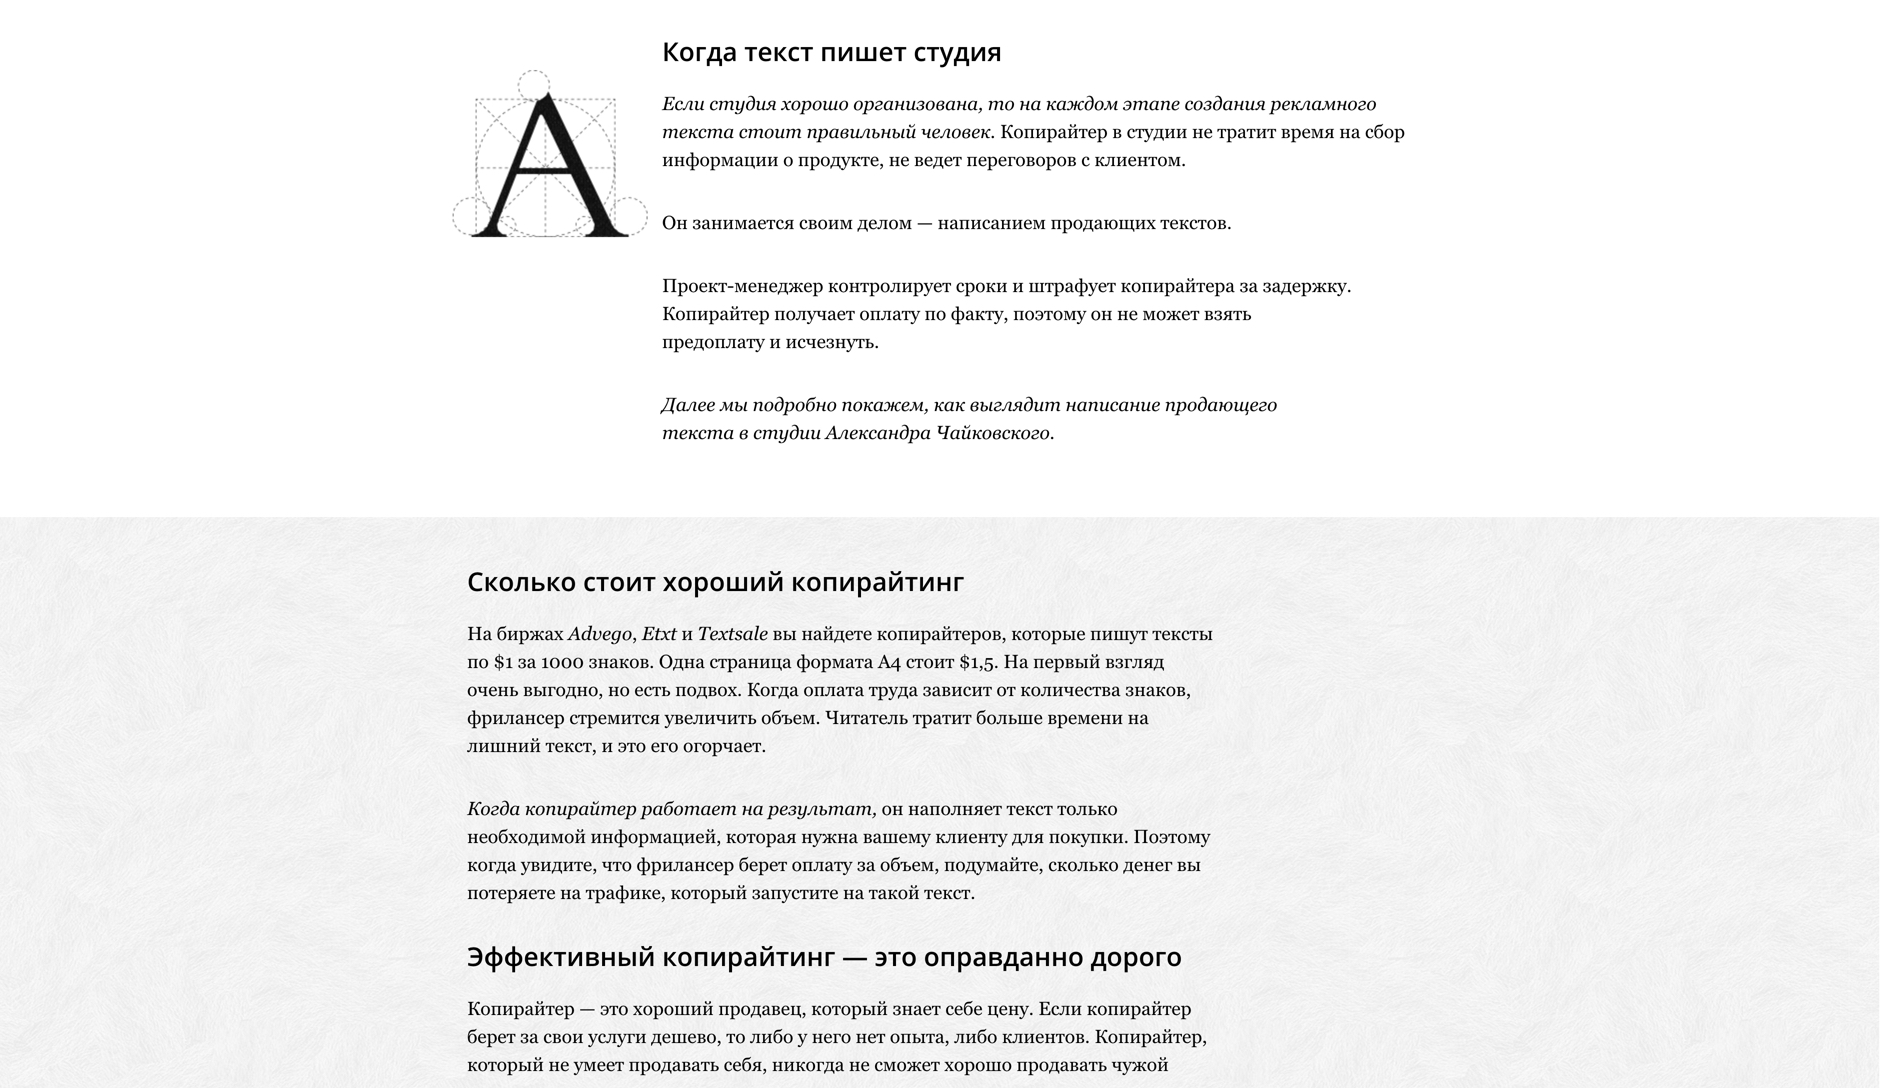 Когда текст пишет студия
A
Если студия хорошо организована, то на каждом этапе создания рекламного
текста стоит правильный человек. Копирайтер в студии не тратит время на сбор
информации о продукте, не ведет переговоров с клиентом.
Он занимается своим делом — написанием продающих текстов.
Проект-менеджер контролирует сроки и штрафует копирайтера за задержку.
Копирайтер получает оплату по факту, поэтому он не может взять
предоплату и исчезнуть.
Далее мы подробно покажем, как выглядит написание продающего
текста в студии Александра Чайковского.
Сколько стоит хороший копирайтинг
На биржах Advego, Etxt и Textsale вы найдете копирайтеров, которые пишут тексты
по $1 за 1000 знаков. Одна страница формата А4 стоит $1,5. На первый взгляд
очень выгодно, но есть подвох. Когда оплата труда зависит от количества знаков,
фрилансер стремится увеличить объем. Читатель тратит больше времени на
лишний текст, и это его огорчает.
Когда копирайтер работает на результат, он наполняет текст только
необходимой информацией, которая нужна вашему клиенту для покупки. Поэтому
когда увидите, что фрилансер берет оплату за объем, подумайте, сколько денег вы
потеряете на трафике, который запустите на такой текст.
Эффективный копирайтинг — это оправданно дорого
Копирайтер — это хороший продавец, который знает себе цену. Если копирайтер
берет за свои услуги дешево, то либо у него нет опыта, либо клиентов. Копирайтер,
который не умеет продавать себя, никогда не сможет хорошо продавать чужой